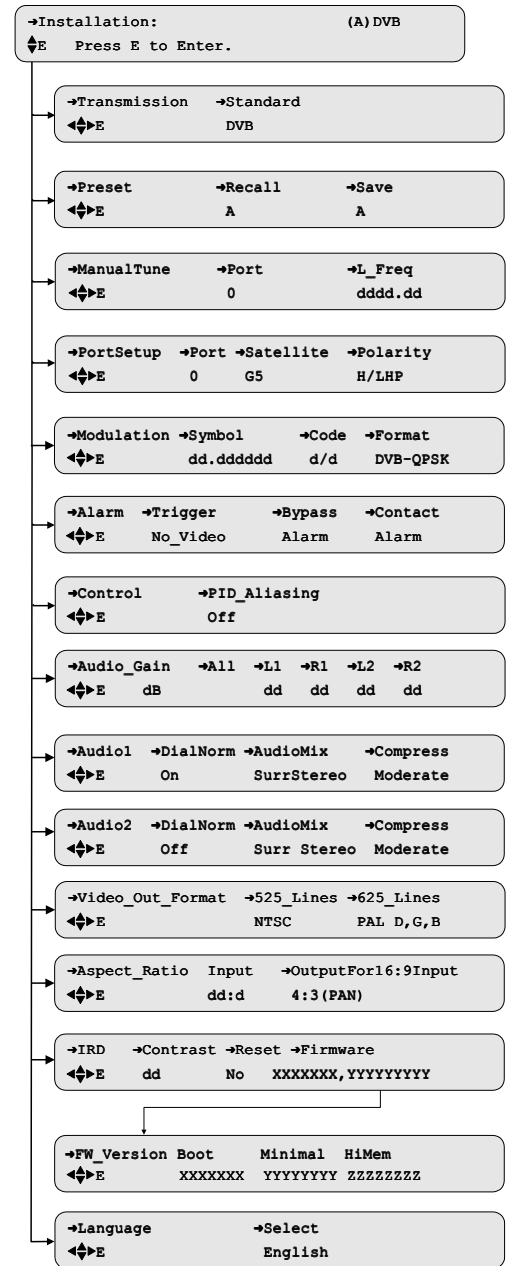 →Installation: (A)DVB
E Press E to Enter.
→Transmission →Standard
E DVB
→Preset →Recall →Save
E A A
→ManualTune →Port →L_Freq
E 0 dddd.dd
→PortSetup →Port →Satellite →Polarity
E 0 G5 H/LHP
→Modulation →Symbol →Code →Format
E dd.dddddd d/d DVB-QPSK
→Alarm →Trigger →Bypass →Contact
E No_Video Alarm Alarm
→Control →PID_Aliasing
E Off
→Audio_Gain →All →L1 →R1 →L2 →R2
E dB dd dd dd dd
→Audio1 →DialNorm →AudioMix →Compress
E On SurrStereo Moderate
→Audio2 →DialNorm →AudioMix →Compress
E Off Surr Stereo Moderate
→Video_Out_Format →525_Lines →625_Lines
E NTSC PAL D,G,B
→Aspect_Ratio Input →OutputFor16:9Input
E dd:d 4:3(PAN)
→IRD →Contrast →Reset →Firmware
E dd No XXXXXXX,YYYYYYYYY
→FW_Version Boot Minimal HiMem
E XXXXXXX YYYYYYYY ZZZZZZZZ
→Language →Select
E English